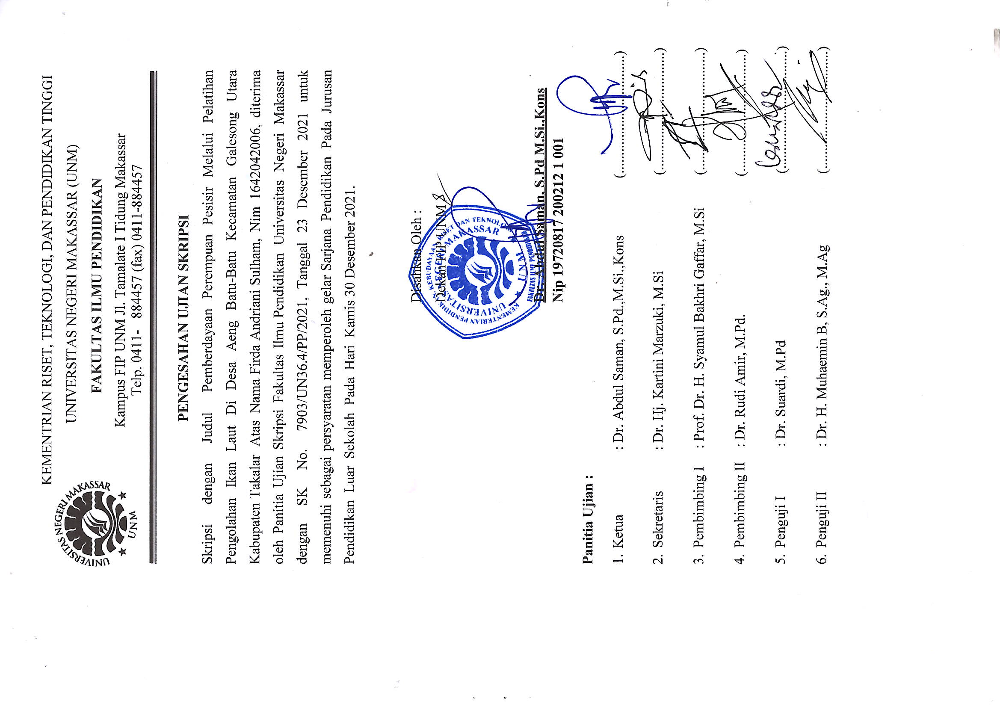 KEMENTRIAN RISET, TEKNOLOGI, DAN PENDIDIKAN TINGGI
UNIVERSITAS NEGERI MAKASSAR (UNM)
FAKULTAS ILMU PENDIDIKAN
Kampus FIP UNM Jl. Tamalate I Tidung Makassar
Telp. 0411- 884457 (fax) 0411-884457
UNIVERSITAS NEGERI MAKASSAR
UNM
PENGESAHAN UJIAN SKRIPSI
Skripsi dengan Judul Pemberdayaan Perempuan Pesisir Melalui Pelatihan
Pengolahan Ikan Laut Di Desa Aeng Batu-Batu Kecamatan Galesong Utara
Kabupaten Takalar Atas Nama Firda Andriani Sulham, Nim 1642042006, diterima
oleh Panitia Ujian Skripsi Fakultas Ilmu Pendidikan Universitas Negeri Makassar
dengan SK No. 7903/UN36.4/PP/2021, Tanggal 23 Desember 2021 untuk
memenuhi sebagai persyaratan memperoleh gelar Sarjana Pendidikan Pada Jurusan
Pendidikan Luar Sekolah Pada Hari Kamis 30 Desember 2021.
Disahkan Oleh :
Dekan FIP UNM
KEMENTERIAN PENDIDIKAN, KEBUDAYAAN, RISET DAN TEKNOLOGI
UNIVERSITAS NEGERI MAKASSAR
UNM
FAKULTAS ILMU PENDIDIKAN
Dr. Abdul Saman, S.Pd M.Si.,Kons
Nip 19720817 200212 1 001
Panitia Ujian :
1. Ketua : Dr. Abdul Saman, S.Pd.,M.Si.,Kons (....................)
2. Sekretaris : Dr. Hj. Kartini Marzuki, M.Si (....................)
3. Pembimbing I : Prof. Dr. H. Syamul Bakhri Gaffar, M.Si (....................)
4. Pembimbing II : Dr. Rudi Amir, M.Pd. (....................)
5. Penguji I : Dr. Suardi, M.Pd (....................)
6. Penguji II : Dr. H. Muhaemin B, S.Ag., M.Ag (....................)